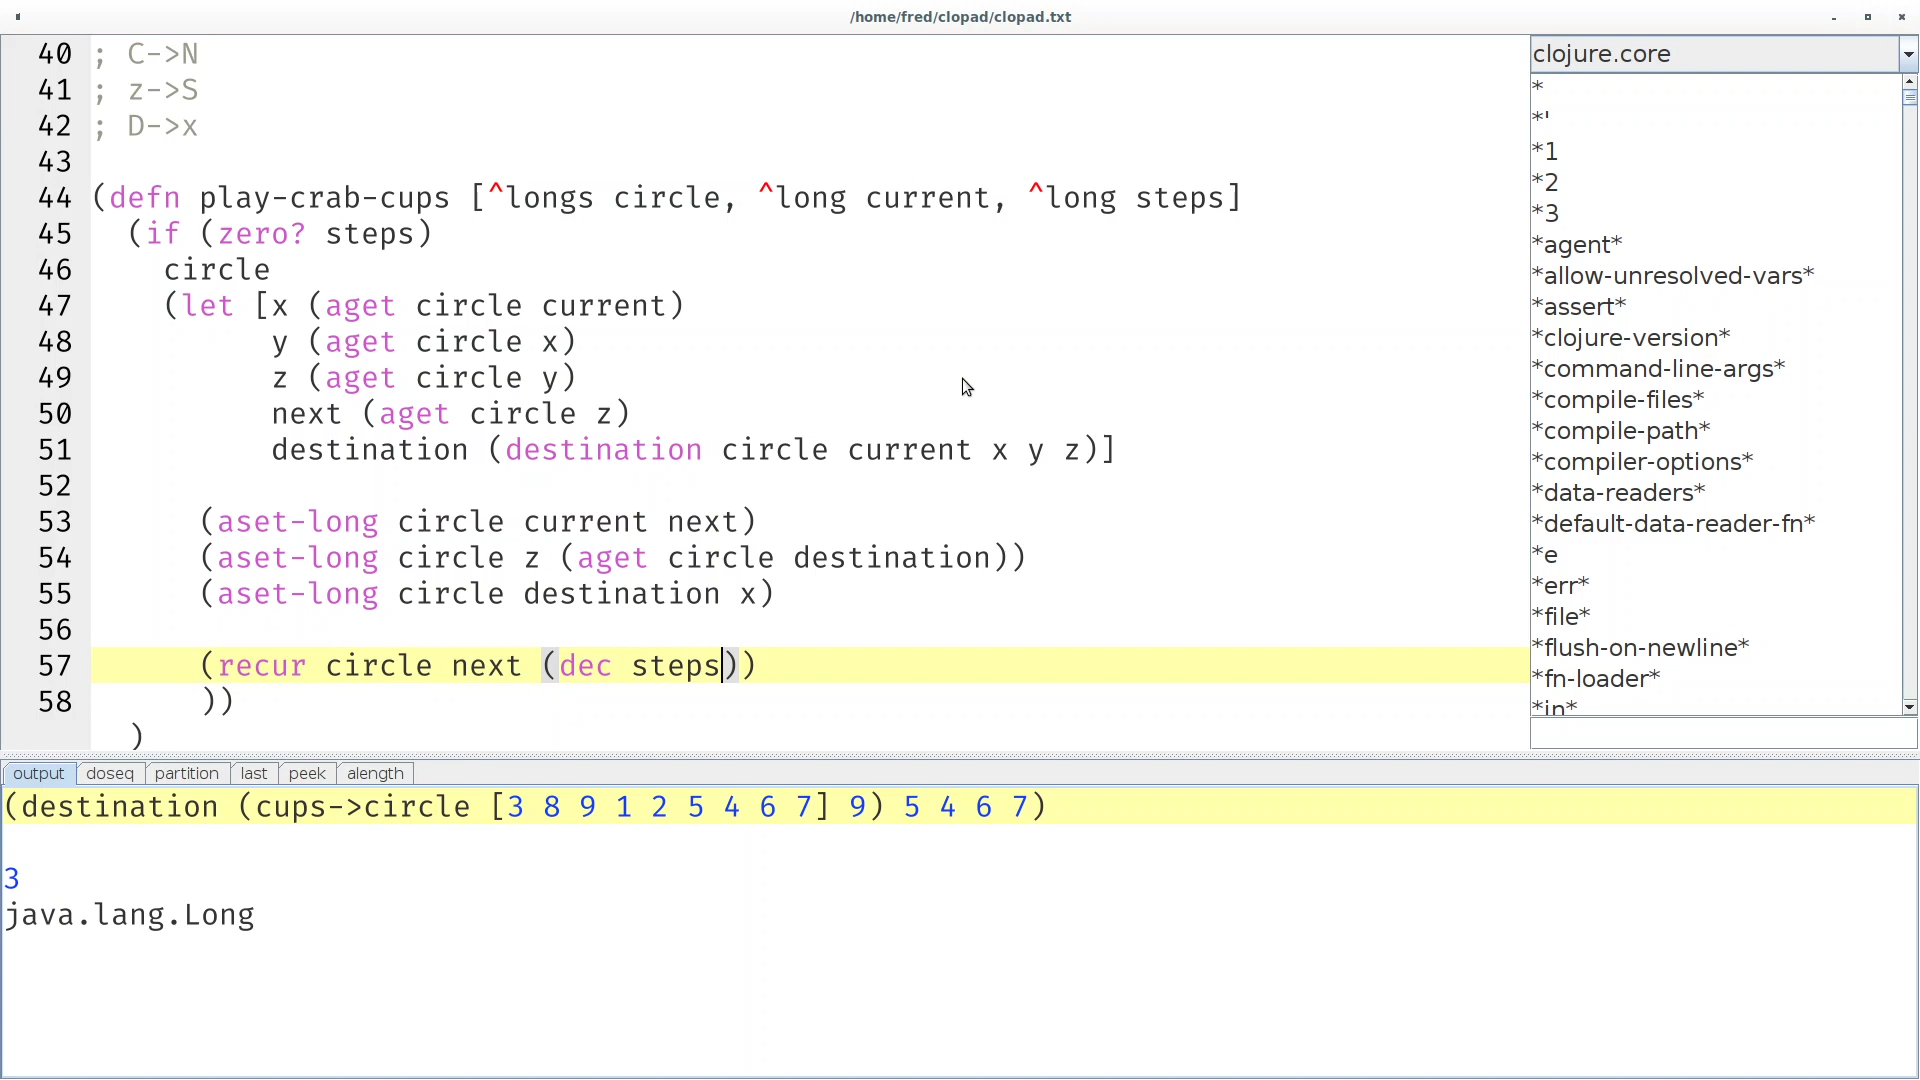 /home/fred/clopad/clopad.txt
40 ; C->N
41 ; z->S
42 ; D->x
43
44 (defn play-crab-cups [^longs circle, ^long current, ^long steps]
45   (if (zero? steps)
46     circle
47     (let [x (aget circle current)
48           y (aget circle x)
49           z (aget circle y)
50           next (aget circle z)
51           destination (destination circle current x y z)]
52
53       (aset-long circle current next)
54       (aset-long circle z (aget circle destination))
55       (aset-long circle destination x)
56
57       (recur circle next (dec steps))
58       ))
  )
clojure.core
*
*'
*1
*2
*3
*agent*
*allow-unresolved-vars*
*assert*
*clojure-version*
*command-line-args*
*compile-files*
*compile-path*
*compiler-options*
*data-readers*
*default-data-reader-fn*
*e
*err*
*file*
*flush-on-newline*
*fn-loader*
*in*
output doseq partition last peek alength
(destination (cups->circle [3 8 9 1 2 5 4 6 7] 9) 5 4 6 7)
3
java.lang.Long